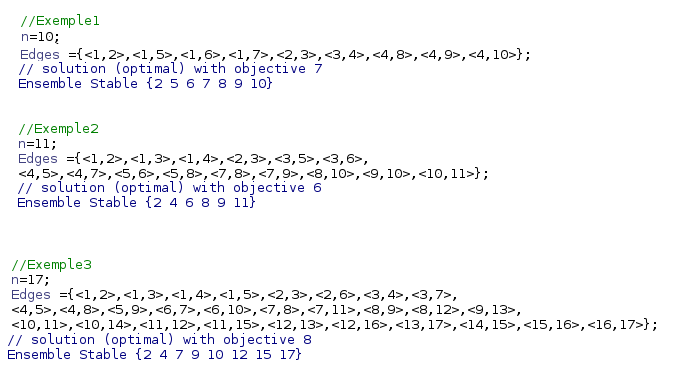 //Exemple1
n=10;
Edges ={<1,2>,<1,5>,<1,6>,<1,7>,<2,3>,<3,4>,<4,8>,<4,9>,<4,10>};
// solution (optimal) with objective 7
Ensemble Stable {2 5 6 7 8 9 10}
//Exemple2
n=11;
Edges ={<1,2>,<1,3>,<1,4>,<2,3>,<3,5>,<3,6>,
<4,5>,<4,7>,<5,6>,<5,8>,<7,8>,<7,9>,<8,10>,<9,10>,<10,11>};
// solution (optimal) with objective 6
Ensemble Stable {2 4 6 8 9 11}
//Exemple3
n=17;
Edges ={<1,2>,<1,3>,<1,4>,<1,5>,<2,3>,<2,6>,<3,4>,<3,7>,
<4,5>,<4,8>,<5,9>,<6,7>,<6,10>,<7,8>,<7,11>,<8,9>,<8,12>,<9,13>,
<10,11>,<10,14>,<11,12>,<11,15>,<12,13>,<12,16>,<13,17>,<14,15>,<15,16>,<16,17>};
// solution (optimal) with objective 8
Ensemble Stable {2 4 7 9 10 12 15 17}